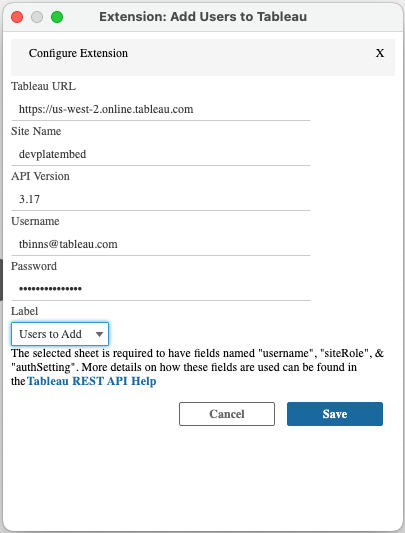 Extension: Add Users to Tableau
Configure Extension X
Tableau URL
https://us-west-2.online.tableau.com
Site Name
devplatembed
API Version
3.17
Username
tbinns@tableau.com
Password
•••••••••••••••
Label
Users to Add
The selected sheet is required to have fields named "username", "siteRole", &
"authSetting". More details on how these fields are used can be found in
the Tableau REST API Help
Cancel Save